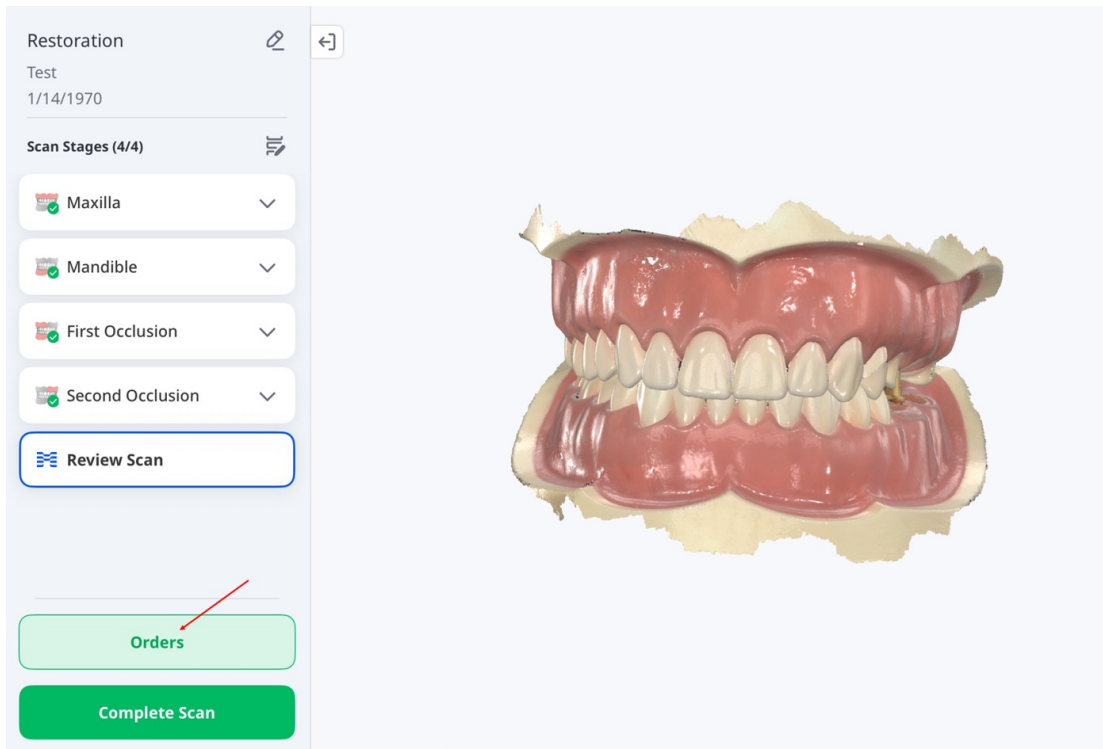 Restoration
Test
1/14/1970
Scan Stages (4/4)
Maxilla
Mandible
First Occlusion
Second Occlusion
Review Scan
Orders
Complete Scan